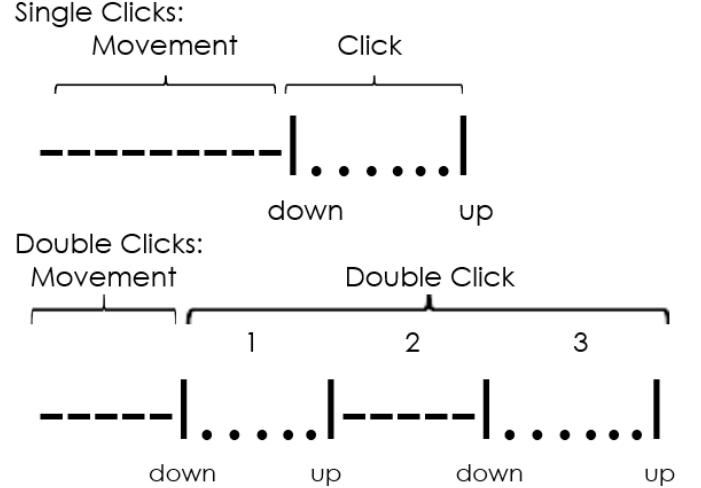 Single Clicks:
Movement Click
down up
Double Clicks:
Movement Double Click
1 2 3
down up down up